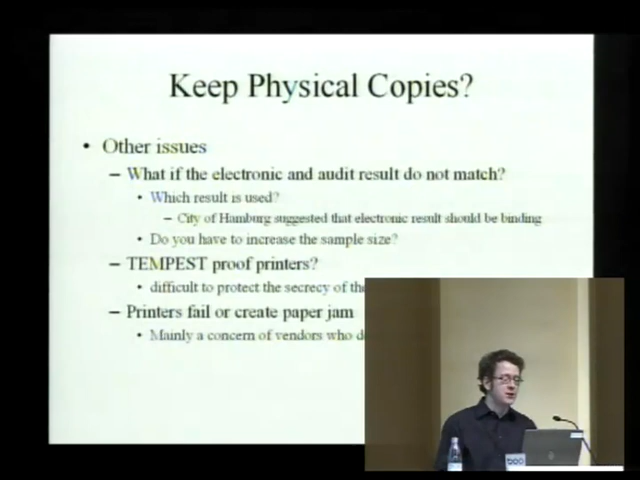 Keep Physical Copies?
• Other issues
– What if the electronic and audit result do not match?
• Which result is used?
– City of Hamburg suggested that electronic result should be binding
• Do you have to increase the sample size?
– TEMPEST proof printers?
• difficult to protect the secrecy of the
– Printers fail or create paper jam
• Mainly a concern of vendors who d